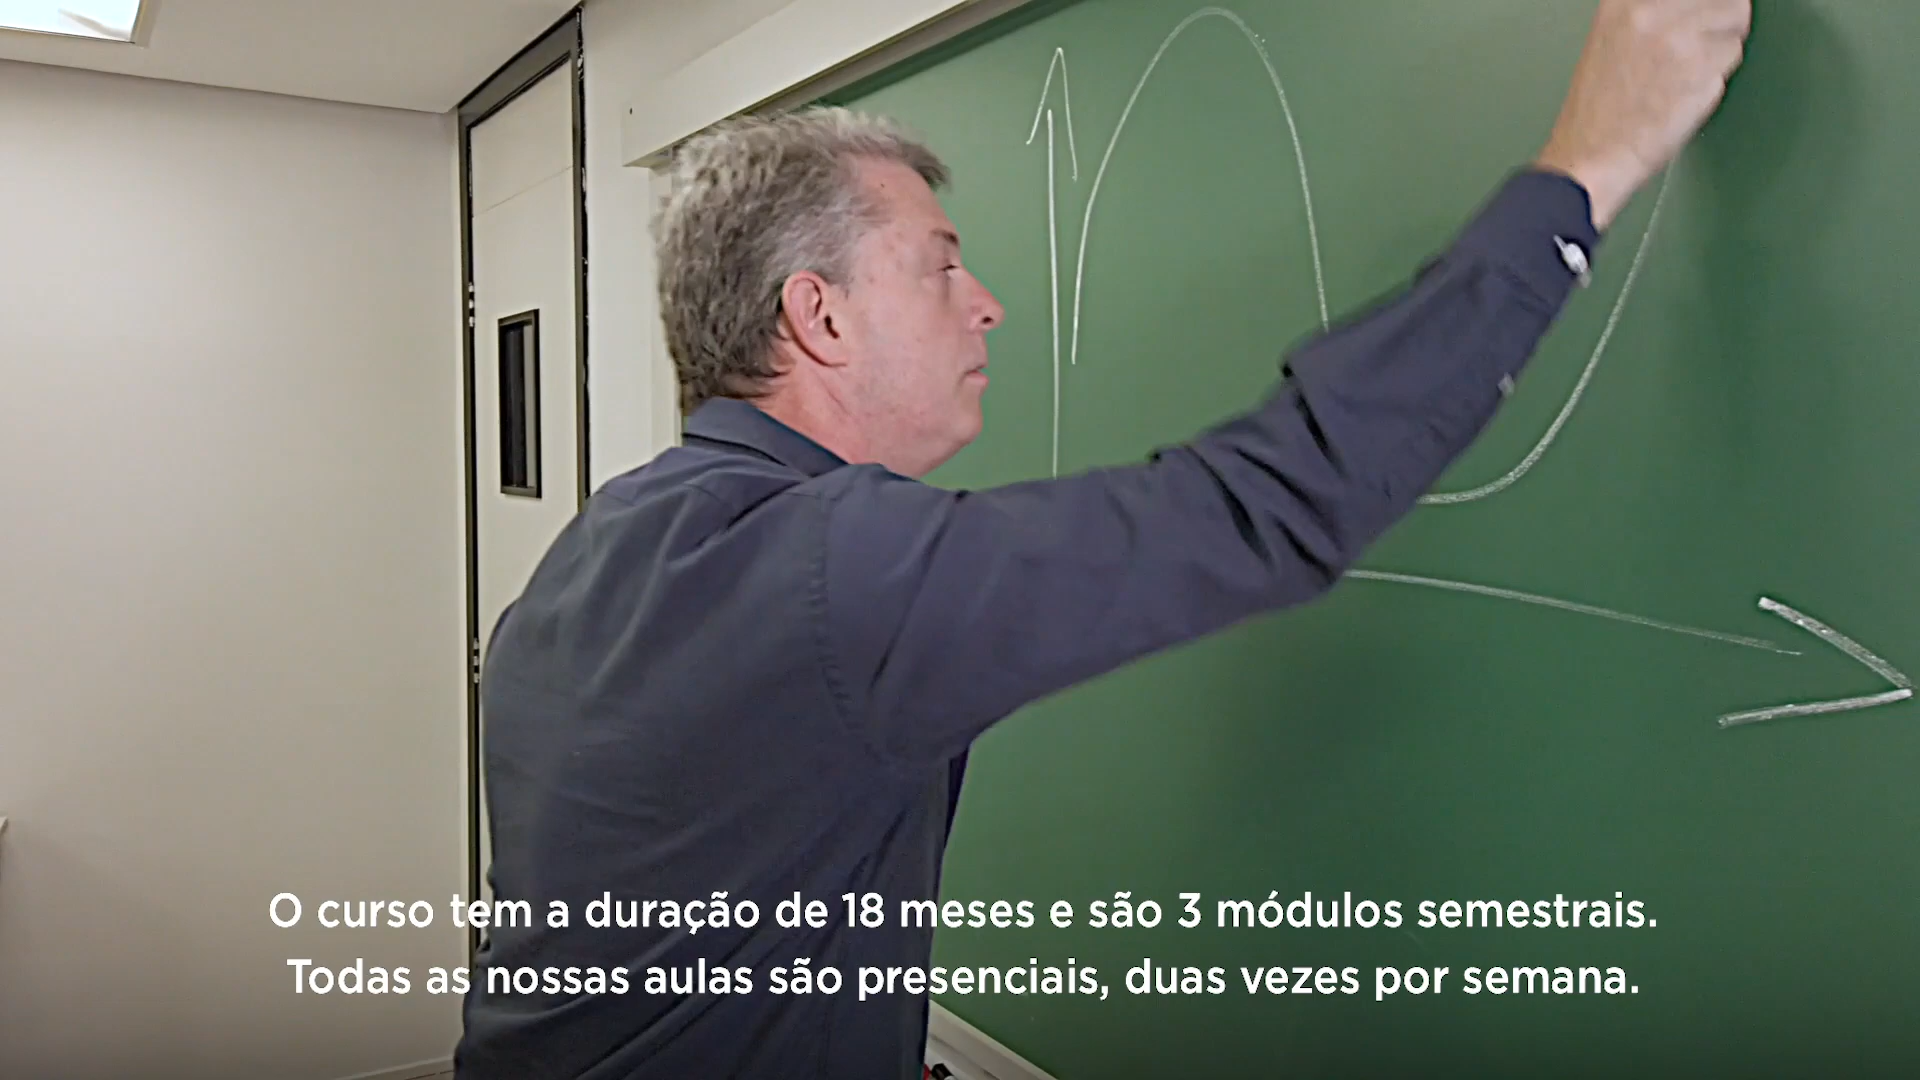 O curso tem a duração de 18 meses e são 3 módulos semestrais.
Todas as nossas aulas são presenciais, duas vezes por semana.